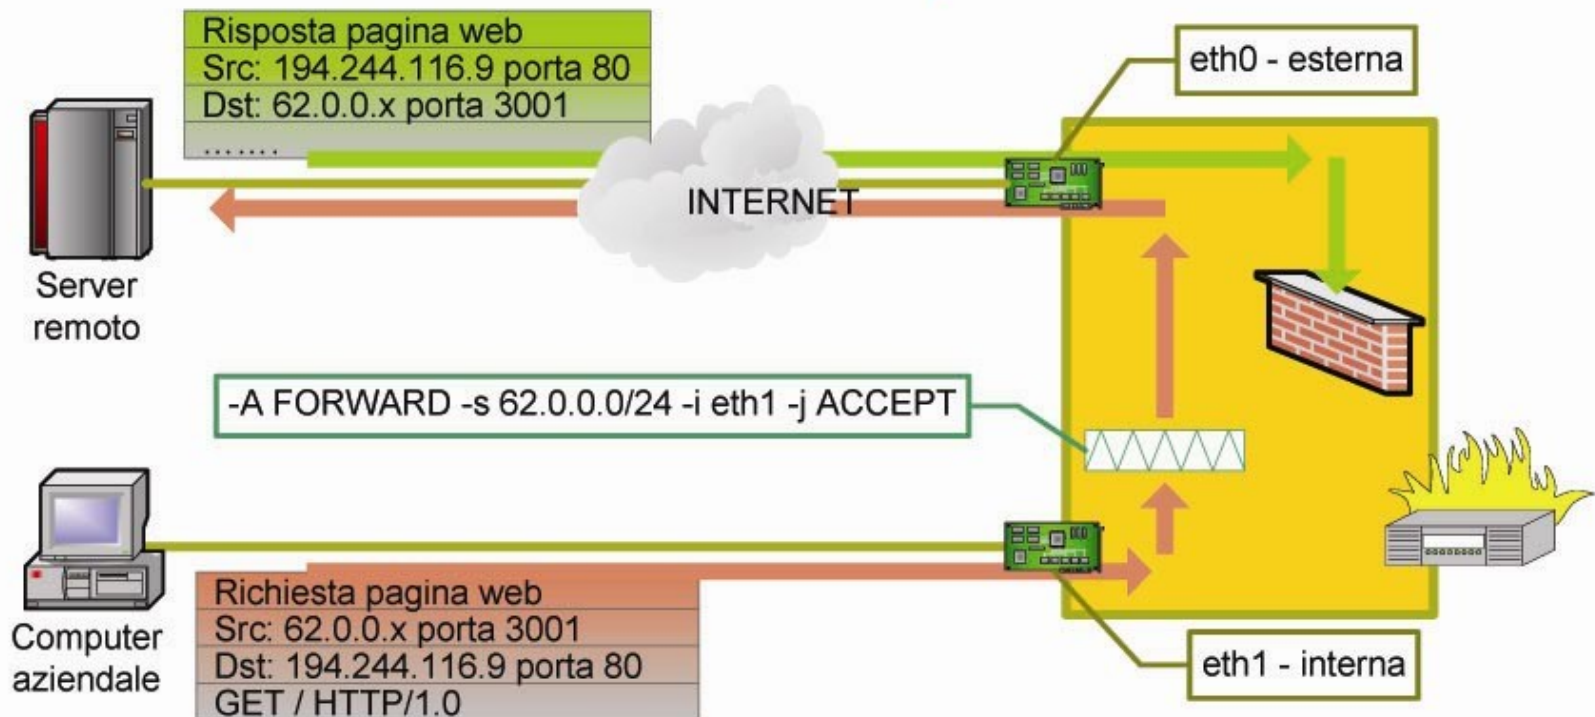 Risposta pagina web
Src: 194.244.116.9 porta 80
Dst: 62.0.0.x porta 3001
.......
eth0 - esterna
INTERNET
Server
remoto
-A FORWARD -s 62.0.0.0/24 -i eth1 -j ACCEPT
Computer
aziendale
Richiesta pagina web
Src: 62.0.0.x porta 3001
Dst: 194.244.116.9 porta 80
GET / HTTP/1.0
eth1 - interna